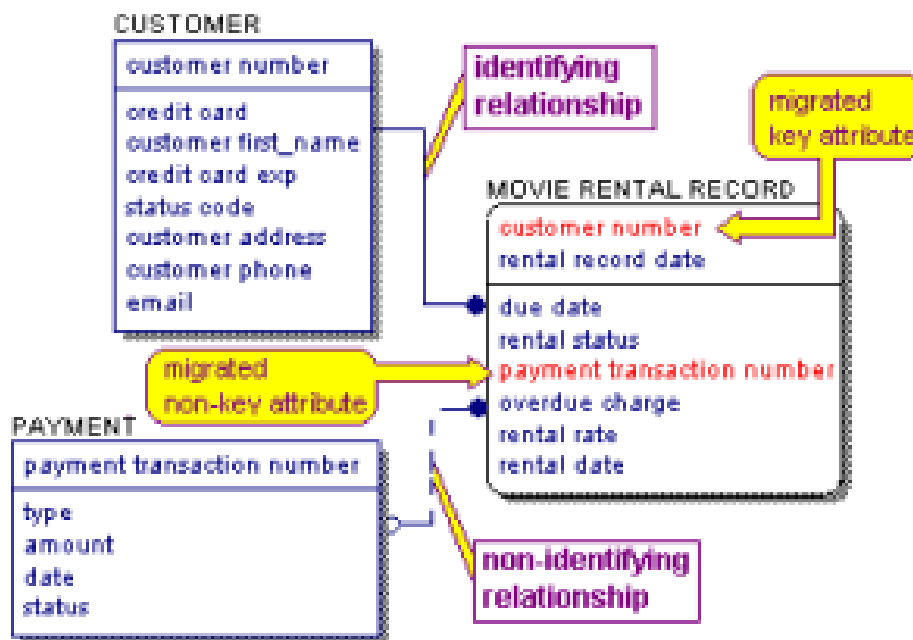 CUSTOMER
customer number
credit card
customer first_name
credit card exp
status code
customer address
customer phone
email
identifying
relationship
migrated
key attribute
MOVIE RENTAL RECORD
customer number
rental record date
due date
rental status
payment transaction number
overdue charge
rental rate
rental date
migrated
non-key attribute
PAYMENT
payment transaction number
type
amount
date
status
non-identifying
relationship